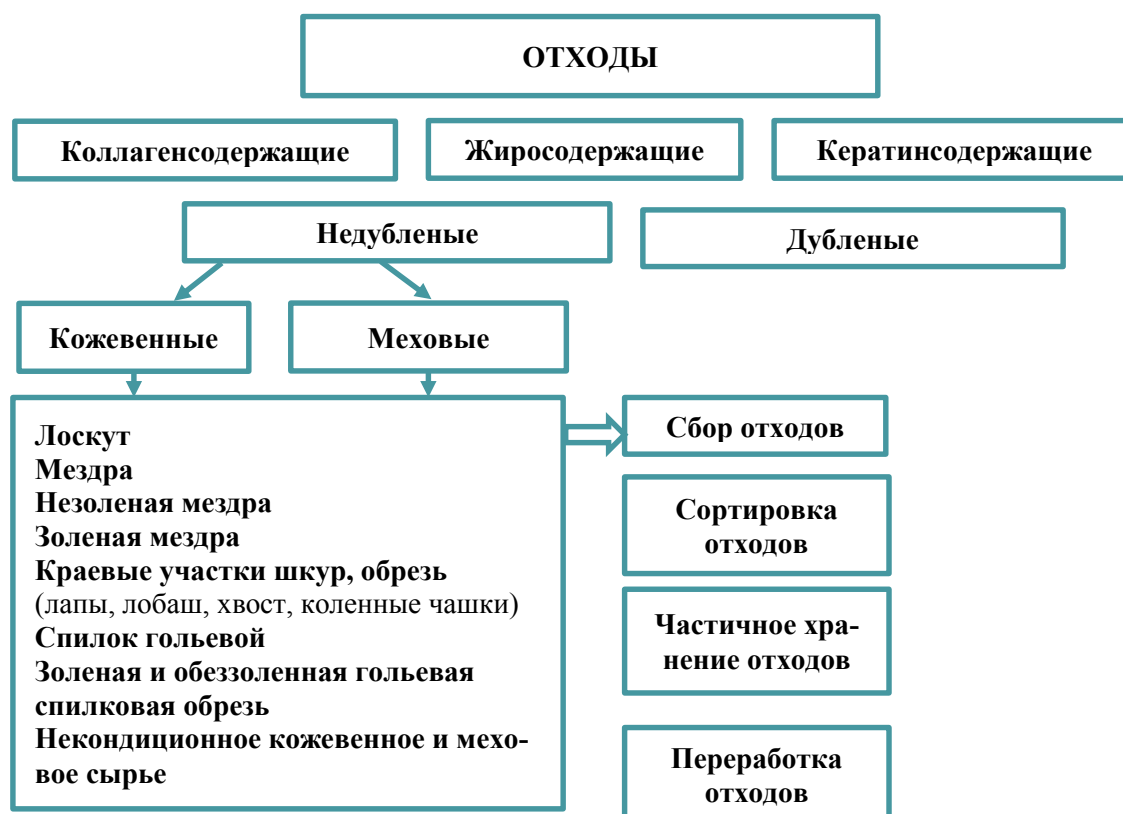 ОТХОДЫ
Коллагенсодержащие
Жиросодержащие
Кератинсодержащие
Недубленые
Дубленые
Кожевенные
Меховые
Лоскут
Мездра
Незоленая мездра
Золеная мездра
Краевые участки шкур, обрезь
(лапы, лобаш, хвост, коленные чашки)
Спилок гольевой
Золеная и обеззоленная гольевая
спилковая обрезь
Некондиционное кожевенное и мехо-
вое сырье
Сбор отходов
Сортировка
отходов
Частичное хра-
нение отходов
Переработка
отходов